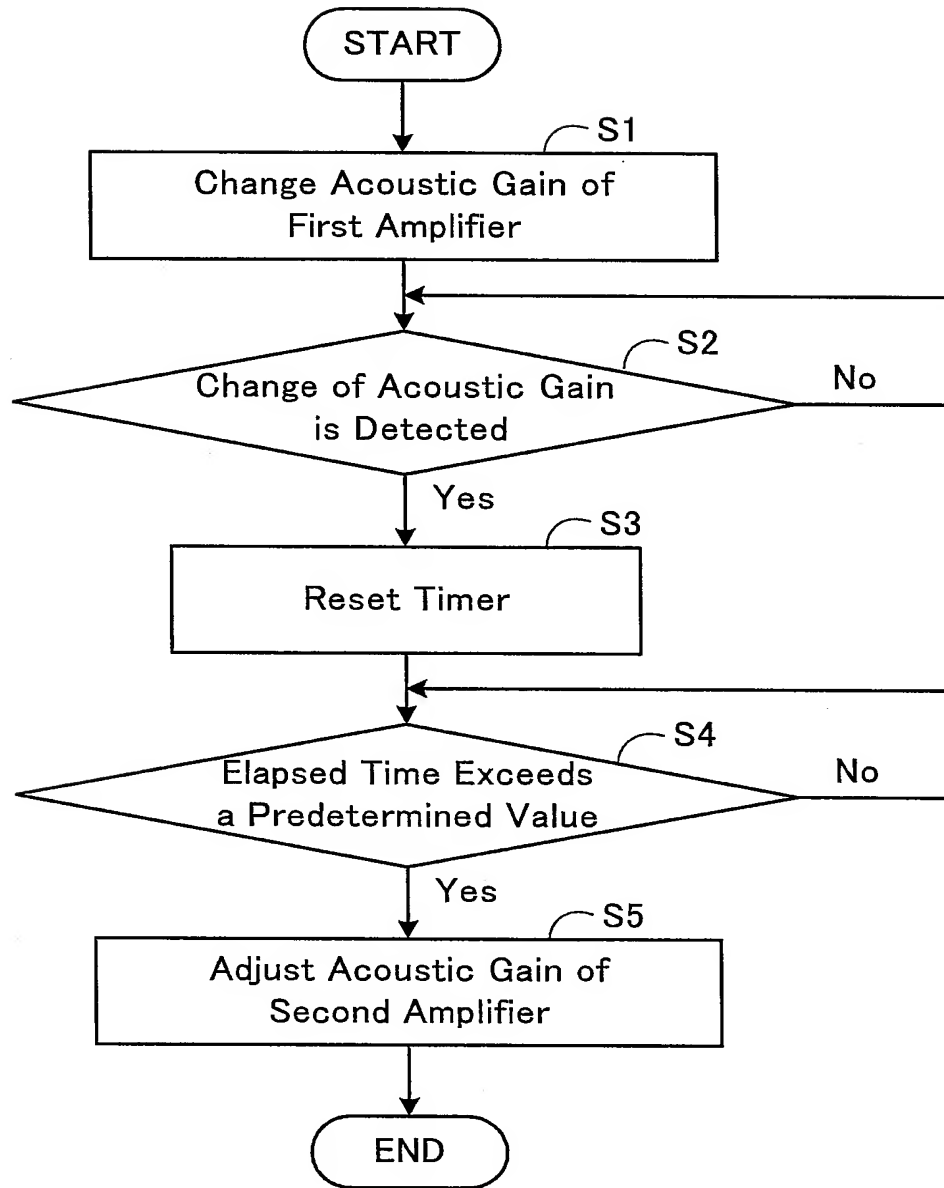 START
S1
Change Acoustic Gain of
First Amplifier
S2
Change of Acoustic Gain
is Detected
No
Yes
S3
Reset Timer
S4
Elapsed Time Exceeds
a Predetermined Value
No
Yes
S5
Adjust Acoustic Gain of
Second Amplifier
END